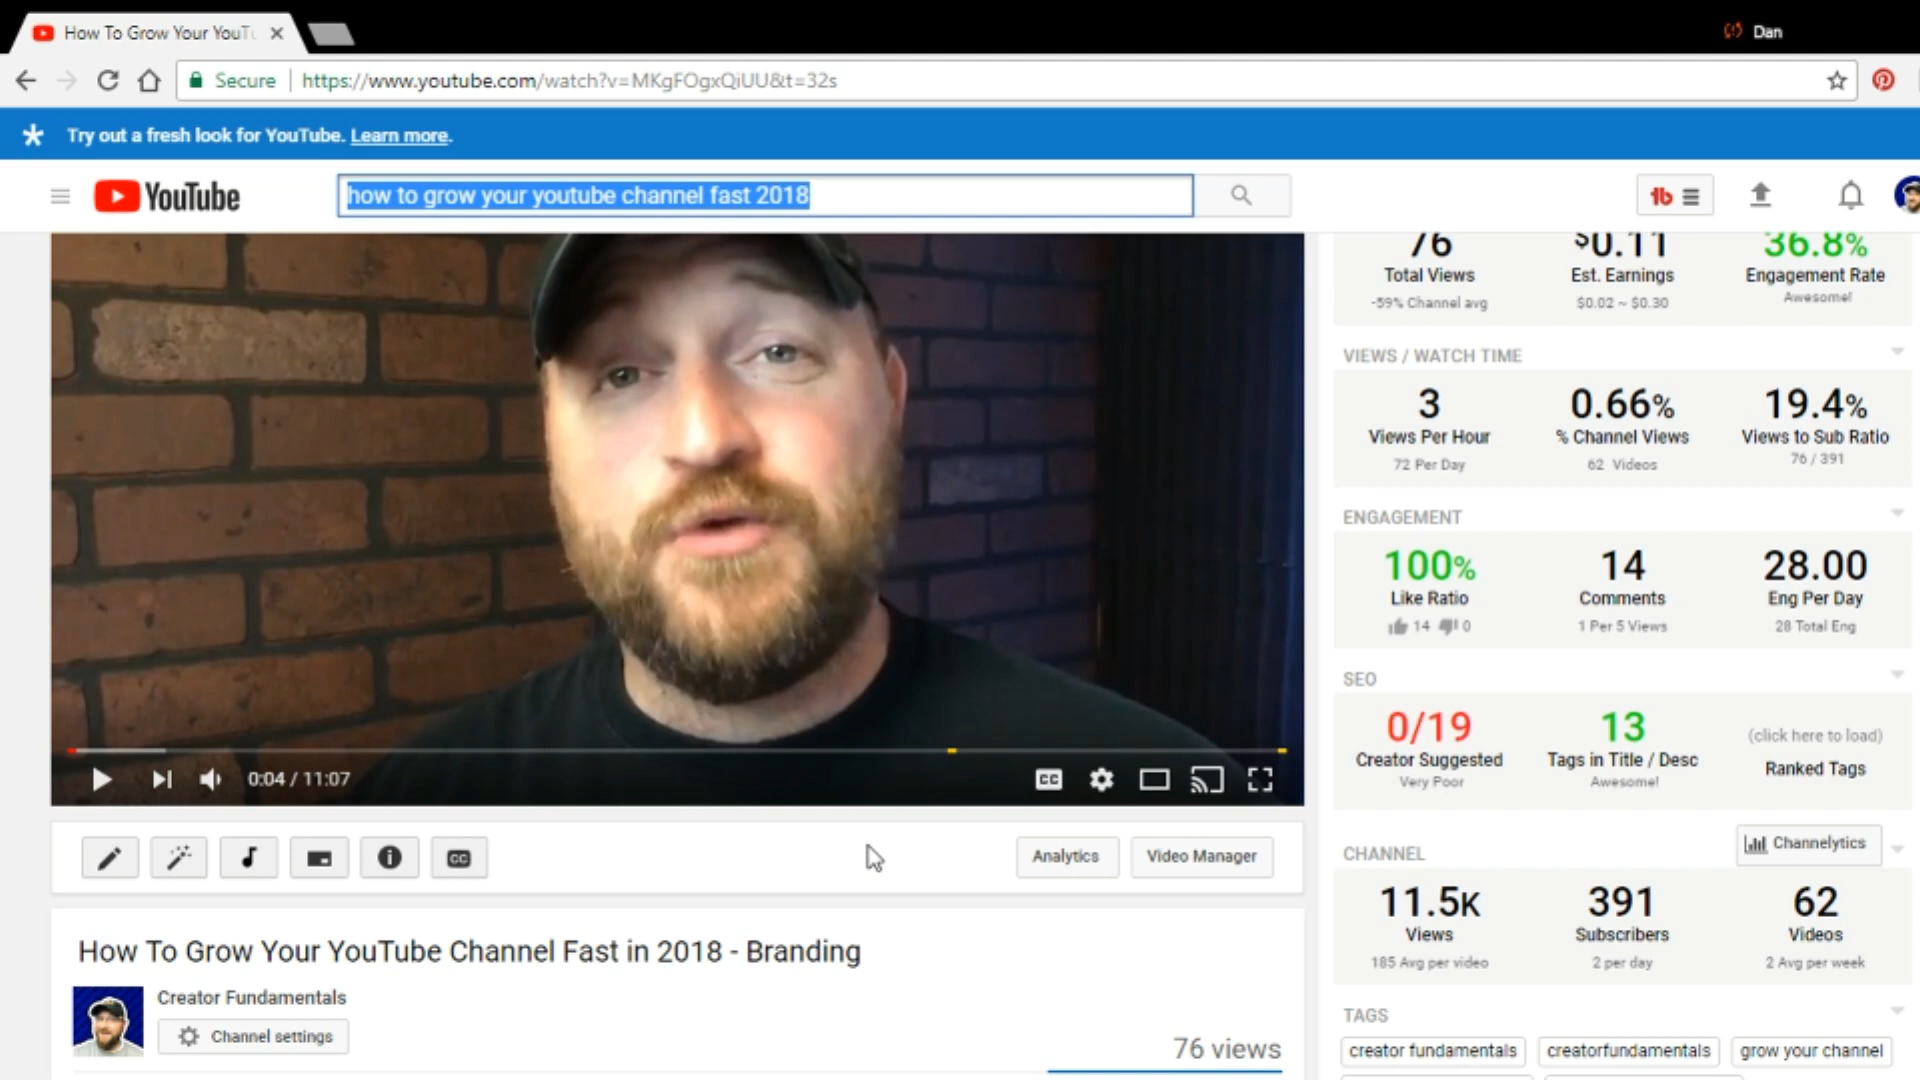 How To Grow Your YouTu
Dan
Secure
https://www.youtube.com/watch?v=MKgFOgxQiUU&t=32s
Try out a fresh look for YouTube. Learn more.
YouTube
how to grow your youtube channel fast 2018
tb
76
$0.11
36.8%
Total Views
Est. Earnings
Engagement Rate
-59% Channel avg
$0.02 ~ $0.30
Awesome!
VIEWS / WATCH TIME
3
0.66%
19.4%
Views Per Hour
% Channel Views
Views to Sub Ratio
72 Per Day
62 Videos
76 / 391
ENGAGEMENT
100%
14
28.00
Like Ratio
Comments
Eng Per Day
14 0
1 Per 5 Views
28 Total Eng
SEO
0/19
13
(click here to load)
Creator Suggested
Tags in Title / Desc
Ranked Tags
Very Poor
Awesome!
0:04 / 11:07
CC
CC
Analytics
Video Manager
Channelytics
CHANNEL
11.5K
391
62
Views
Subscribers
Videos
185 Avg per video
2 per day
2 Avg per week
How To Grow Your YouTube Channel Fast in 2018 - Branding
Creator Fundamentals
Channel settings
76 views
TAGS
creator fundamentals
creatorfundamentals
grow your channel